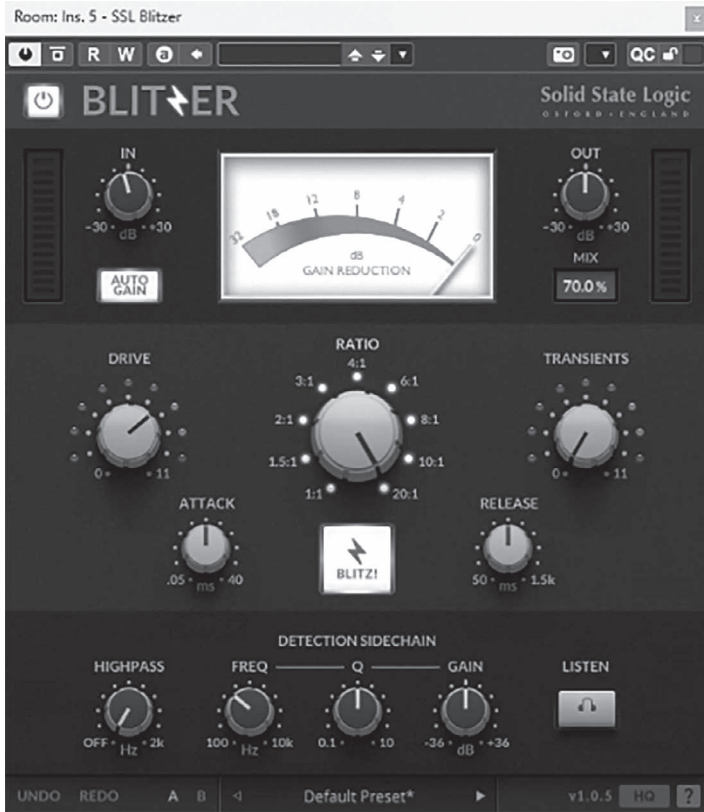 Room: Ins. 5 - SSL Blitzer
x
R W a QC
BLITZER
Solid State Logic
OXFORD • ENGLAND
IN
-30 dB +30
AUTO GAIN
32 18 12 8 4 2 0
dB
GAIN REDUCTION
OUT
-30 dB +30
MIX
70.0 %
DRIVE
0 11
RATIO
4:1
3:1 6:1
2:1 8:1
1.5:1 10:1
1:1 20:1
TRANSIENTS
0 11
ATTACK
.05 ms 40
BLITZ!
RELEASE
50 ms 1.5k
DETECTION SIDECHAIN
HIGHPASS FREQ Q GAIN LISTEN
OFF Hz 2k 100 Hz 10k 0.1 10 -36 dB +36
UNDO REDO A B Default Preset* v1.0.5 HQ ?